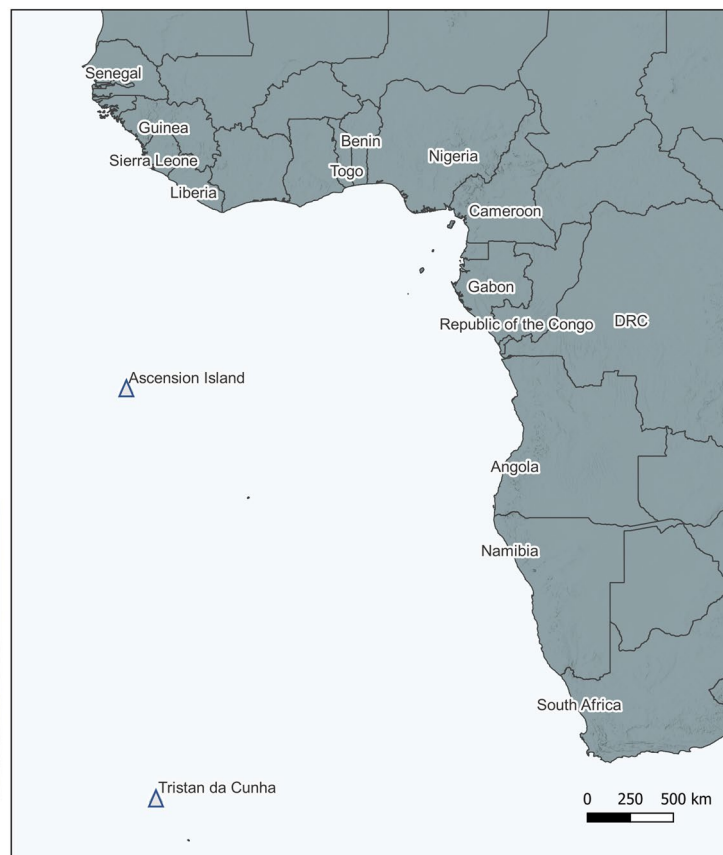 Senegal
Guinea
Benin
Nigeria
Sierra Leone
Togo
Liberia
Cameroon
Gabon
Republic of the Congo
DRC
Ascension Island
Angola
Namibia
South Africa
Tristan da Cunha
0 250 500 km